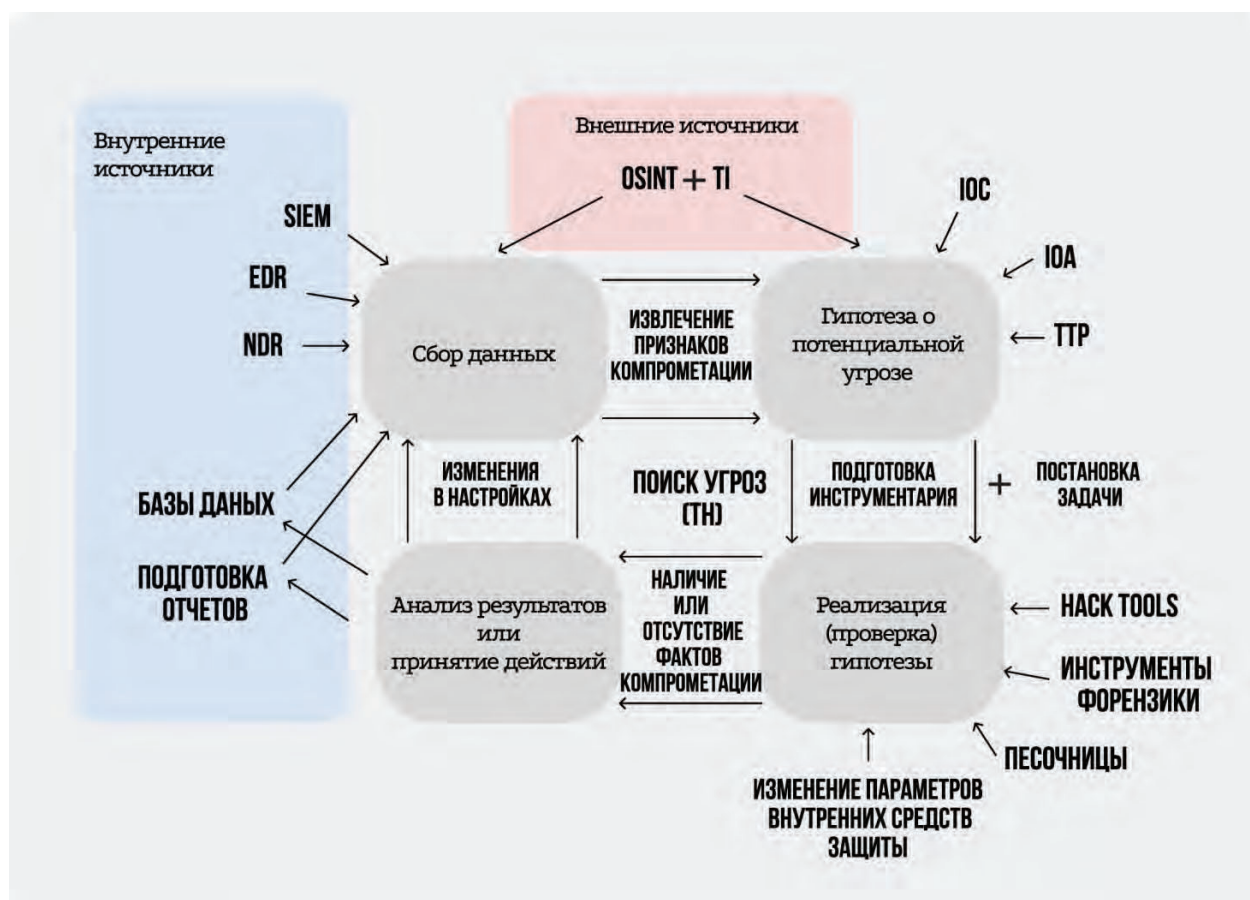 Внутренние
источники
Внешние источники
OSINT + TI
SIEM
EDR
NDR
IOC
IOA
TTP
Сбор данных
ИЗВЛЕЧЕНИЕ
ПРИЗНАКОВ
КОМПРОМЕТАЦИИ
Гипотеза о
потенциальной
угрозе
БАЗЫ ДАНЫХ
ПОДГОТОВКА
ОТЧЕТОВ
ИЗМЕНЕНИЯ
В НАСТРОЙКАХ
ПОИСК УГРОЗ
(TH)
ПОДГОТОВКА
ИНСТРУМЕНТАРИЯ
+
ПОСТАНОВКА
ЗАДАЧИ
Анализ результатов
или
принятие действий
НАЛИЧИЕ
ИЛИ
ОТСУТСТВИЕ
ФАКТОВ
КОМПРОМЕТАЦИИ
Реализация
(проверка)
гипотезы
HACK TOOLS
ИНСТРУМЕНТЫ
ФОРЕНЗИКИ
ПЕСОЧНИЦЫ
ИЗМЕНЕНИЕ ПАРАМЕТРОВ
ВНУТРЕННИХ СРЕДСТВ
ЗАЩИТЫ